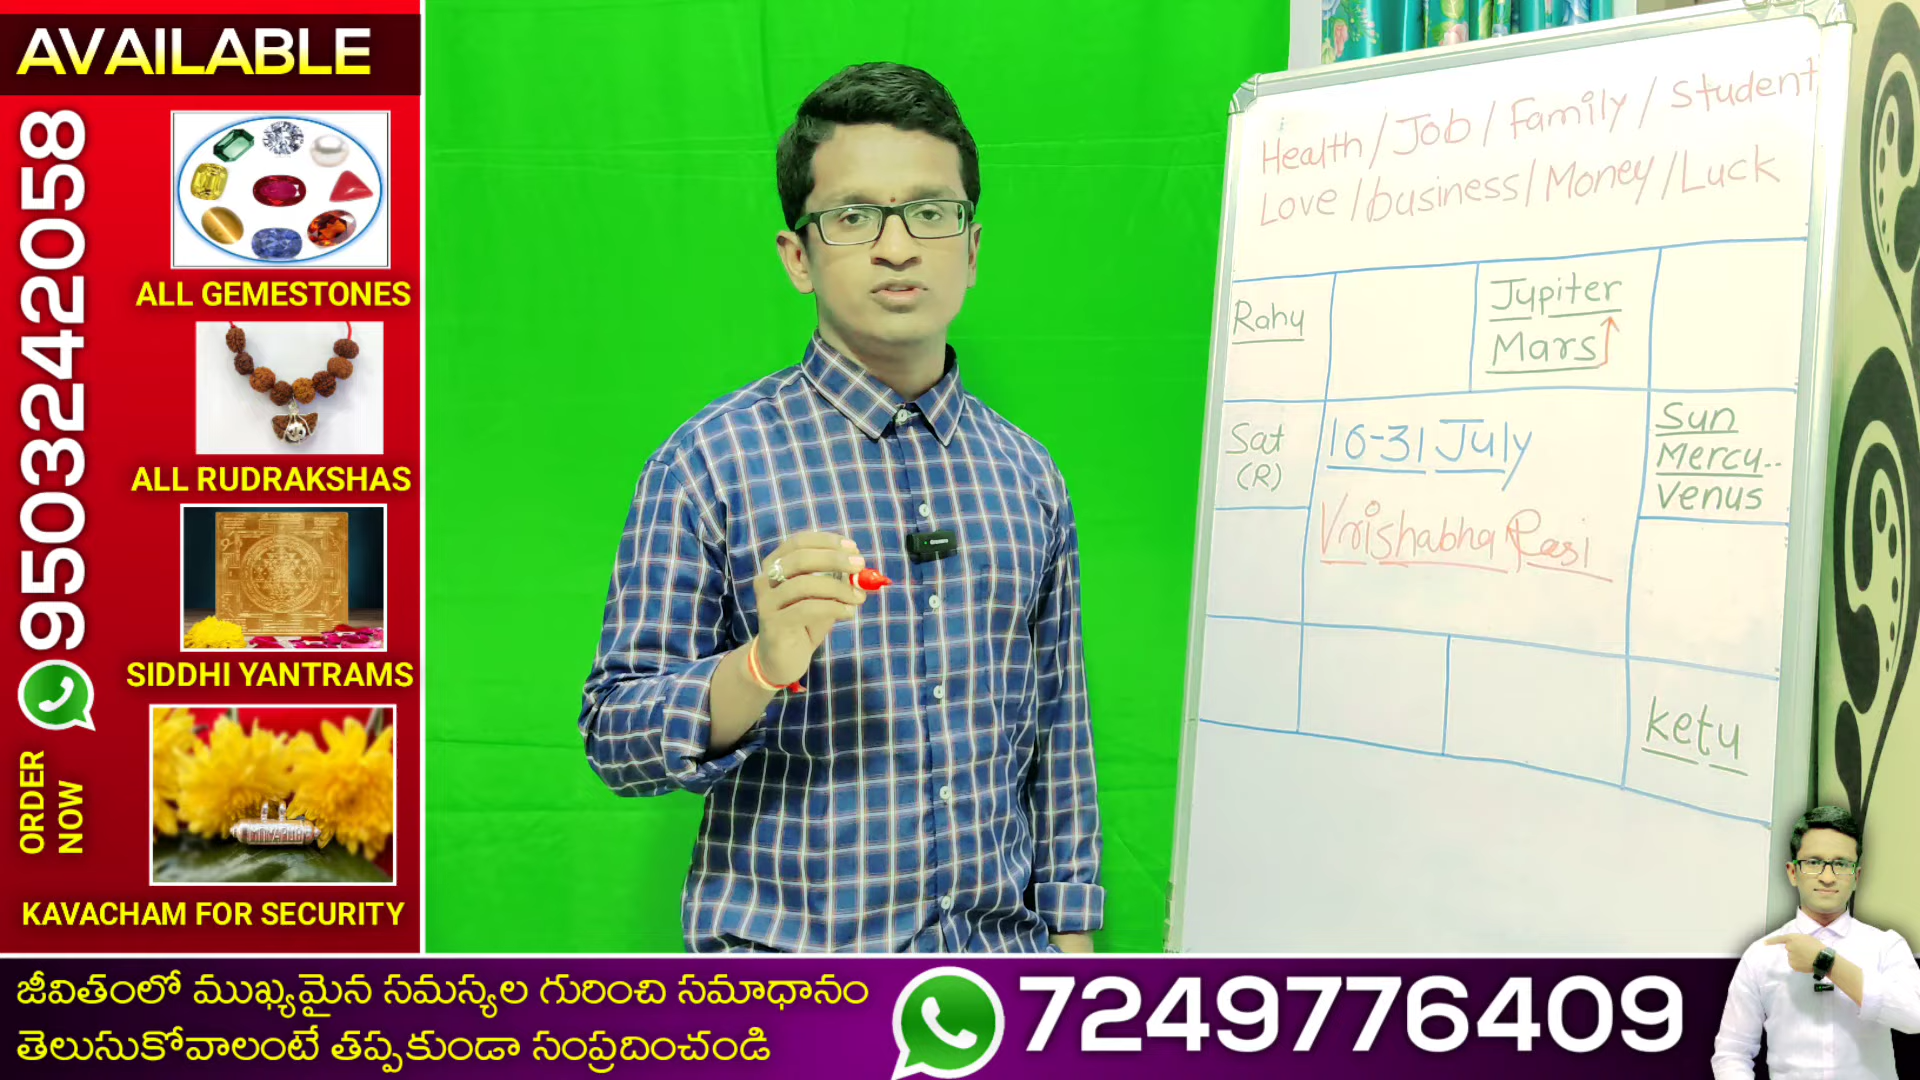 AVAILABLE
9503242058
ORDER
NOW
ALL GEMESTONES
ALL RUDRAKSHAS
SIDDHI YANTRAMS
KAVACHAM FOR SECURITY
Health / Job / Family / Student
Love / business / Money / Luck
Rahu
Jupiter
Mars
Sat
(R)
16-31 July
Vrishabha Rasi
Sun
Mercu..
Venus
ketu
జీవితంలో ముఖ్యమైన సమస్యల గురించి సమాధానం
తెలుసుకోవాలంటే తప్పకుండా సంప్రదించండి
7249776409